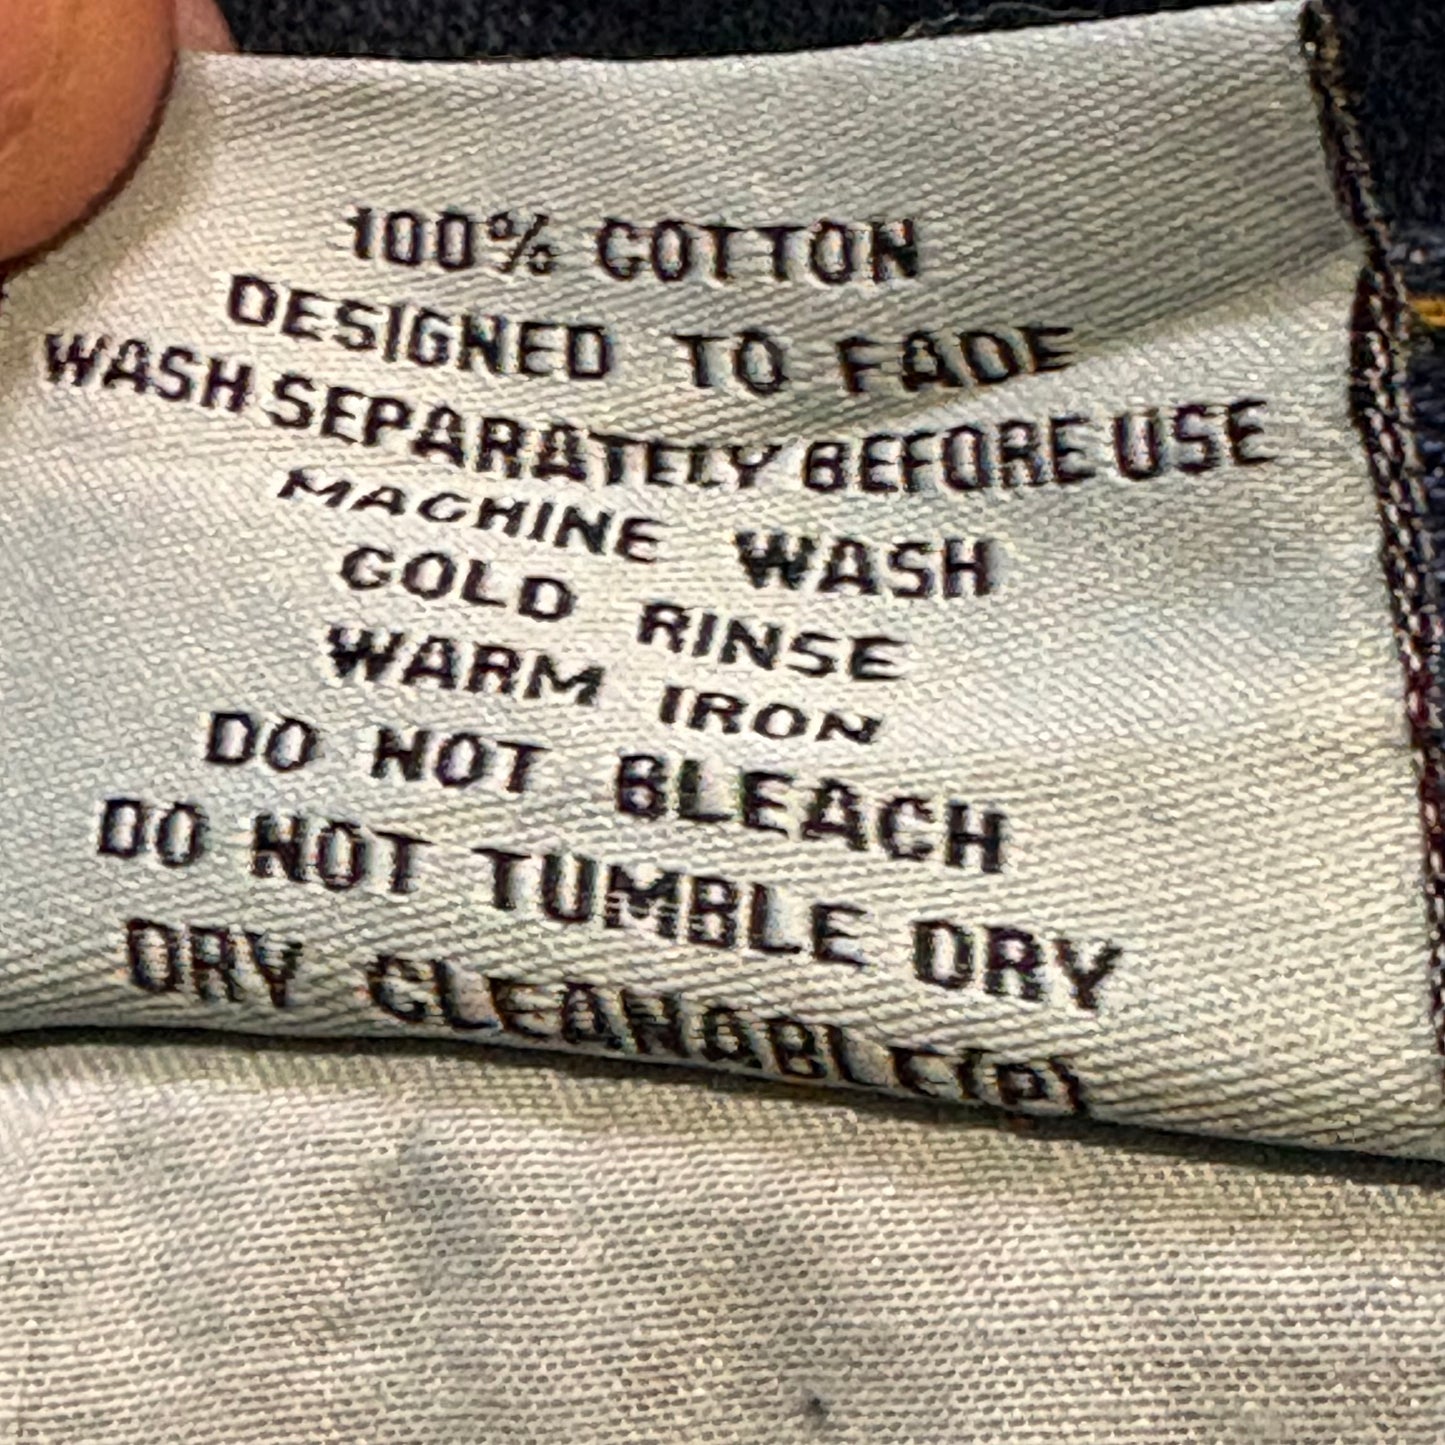 100% COTTON
DESIGNED TO FADE
WASH SEPARATELY BEFORE USE
MACHINE WASH
COLD RINSE
WARM IRON
DO NOT BLEACH
DO NOT TUMBLE DRY
DRY CLEANABLE(P)